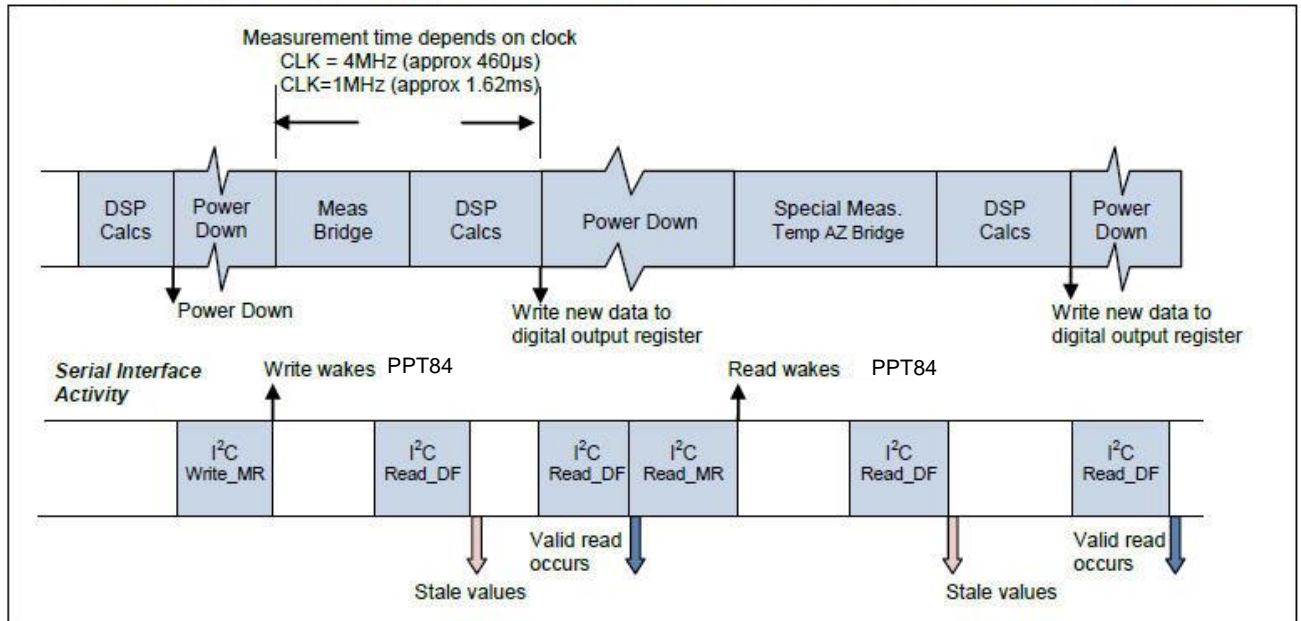 Measurement time depends on clock
CLK = 4MHz (approx 460µs)
CLK=1MHz (approx 1.62ms)
DSP
Calcs
Power
Down
Meas
Bridge
DSP
Calcs
Power Down
Special Meas.
Temp AZ Bridge
DSP
Calcs
Power
Down
Power Down
Write new data to
digital output register
Write new data to
digital output register
Serial Interface
Activity
Write wakes PPT84
Read wakes PPT84
I²C
Write_MR
I²C
Read_DF
I²C
Read_DF
I²C
Read_MR
I²C
Read_DF
I²C
Read_DF
Stale values
Valid read
occurs
Stale values
Valid read
occurs